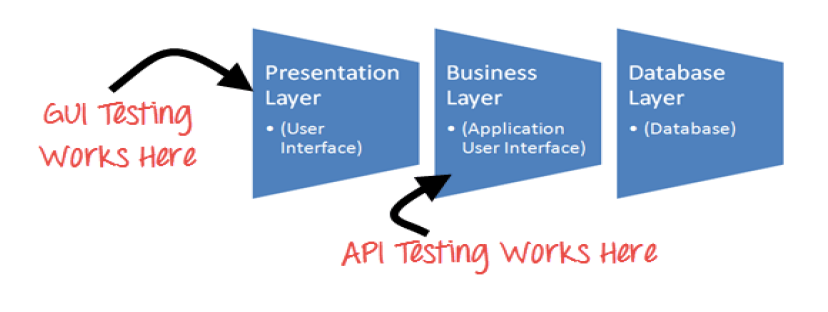 GUI Testing
Works Here
Presentation
Layer
• (User
Interface)
Business
Layer
• (Application
User Interface)
Database
Layer
• (Database)
API Testing Works Here